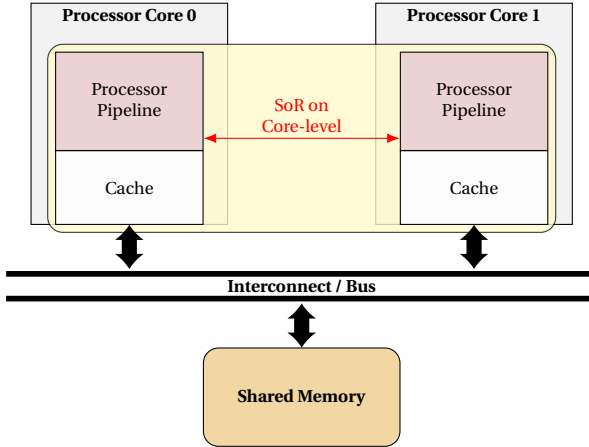 Processor Core 0
Processor Core 1
Processor
Pipeline
SoR on
Core-level
Processor
Pipeline
Cache
Cache
Interconnect / Bus
Shared Memory